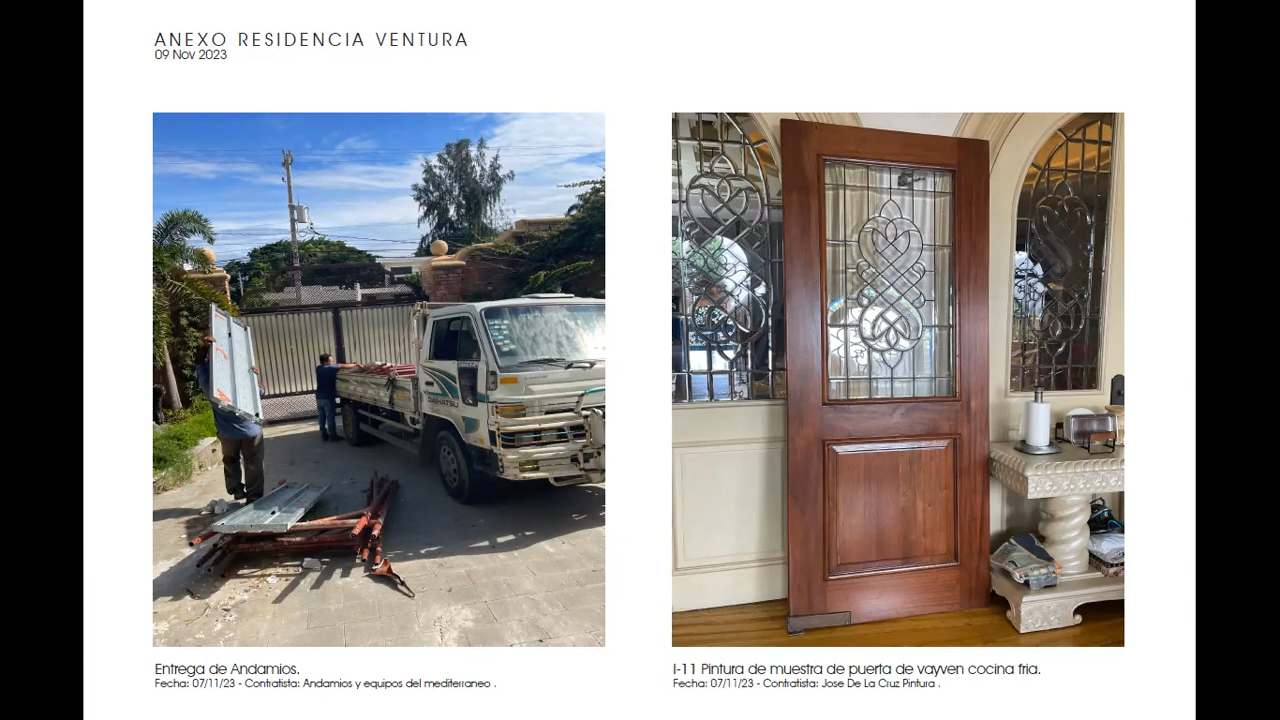 ANEXO RESIDENCIA VENTURA
09 Nov 2023
DAIHATSU
Entrega de Andamios.
Fecha: 07/11/23 - Contratista: Andamios y equipos del mediterraneo .
I-11 Pintura de muestra de puerta de vayven cocina fria.
Fecha: 07/11/23 - Contratista: Jose De La Cruz Pintura .